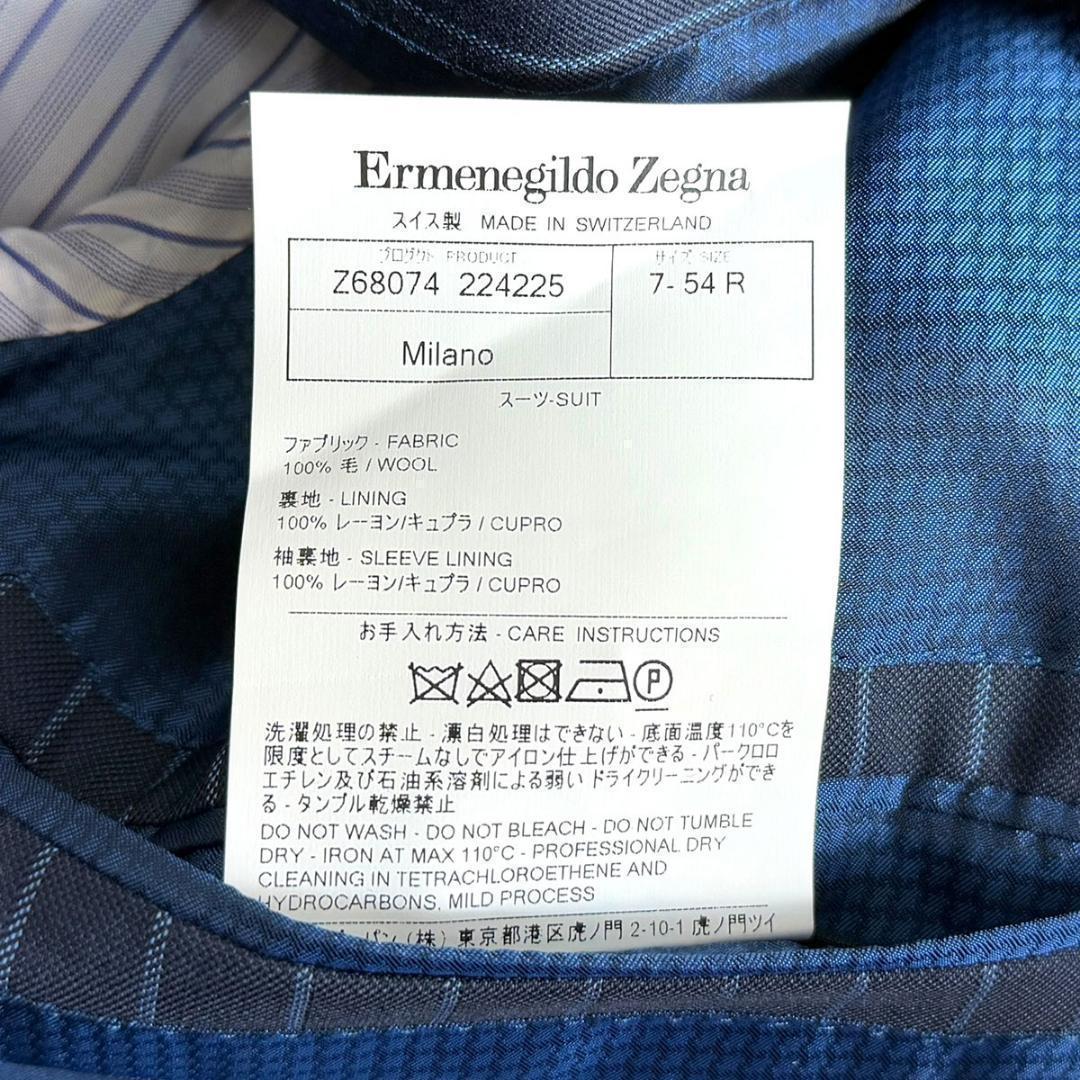 Ermenegildo Zegna
スイス製 MADE IN SWITZERLAND
プロダクト PRODUCT
サイズ SIZE
Z68074 224225
7- 54 R
Milano
スーツ-SUIT
ファブリック - FABRIC
100% 毛 / WOOL
裏地 - LINING
100% レーヨン/キュプラ / CUPRO
袖裏地 - SLEEVE LINING
100% レーヨン/キュプラ / CUPRO
お手入れ方法 - CARE INSTRUCTIONS
P
洗濯処理の禁止 - 漂白処理はできない - 底面温度110°Cを
限度としてスチームなしでアイロン仕上げができる - パークロロ
エチレン及び石油系溶剤による弱い ドライクリーニングができ
る - タンブル乾燥禁止
DO NOT WASH - DO NOT BLEACH - DO NOT TUMBLE
DRY - IRON AT MAX 110°C - PROFESSIONAL DRY
CLEANING IN TETRACHLOROETHENE AND
HYDROCARBONS, MILD PROCESS
パン (株) 東京都港区虎ノ門 2-10-1 虎ノ門ツイ